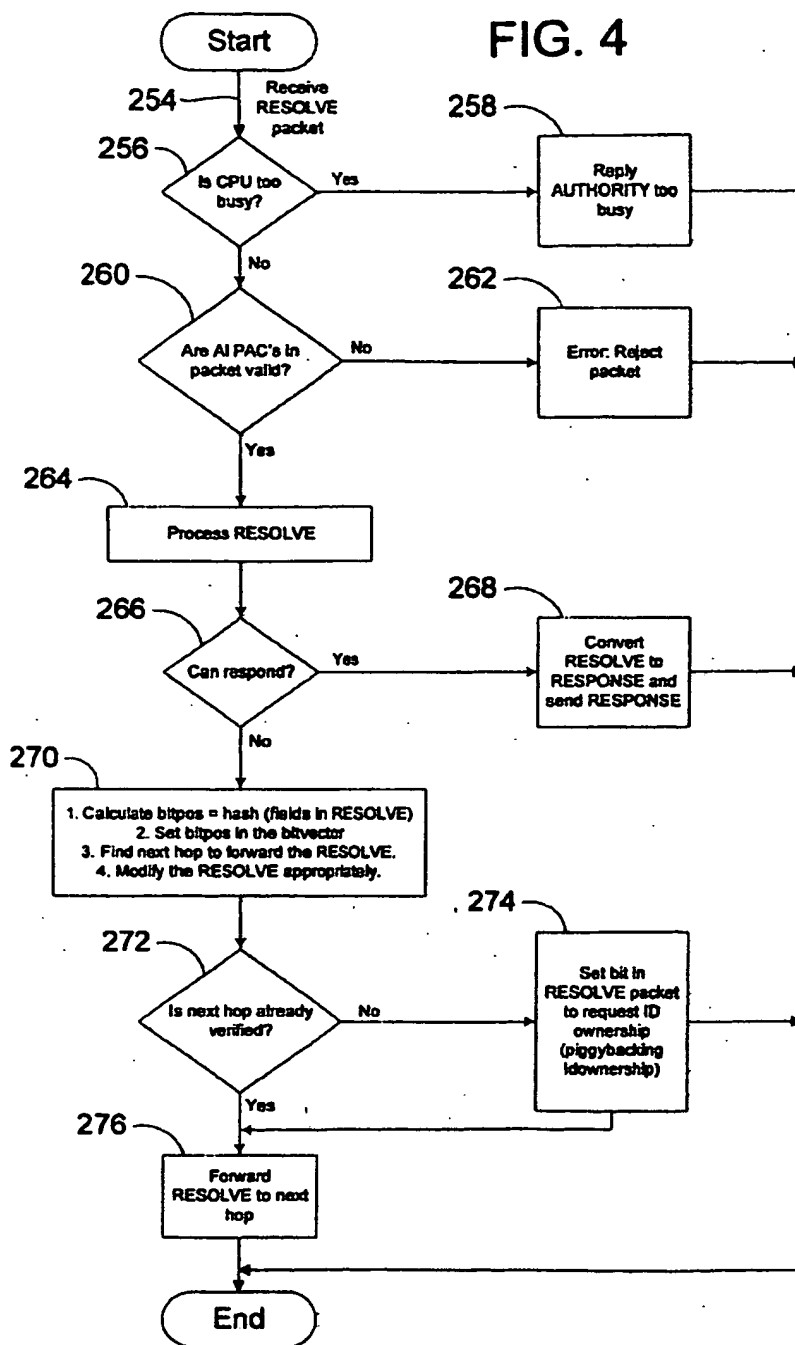 FIG. 4
Start
254
Receive
RESOLVE
packet
256
Is CPU too
busy?
Yes
258
Reply
AUTHORITY too
busy
No
260
Are AI PAC's in
packet valid?
No
262
Error: Reject
packet
Yes
264
Process RESOLVE
266
Can respond?
Yes
268
Convert
RESOLVE to
RESPONSE and
send RESPONSE
No
270
1. Calculate bitpos = hash (fields in RESOLVE)
2. Set bitpos in the bitvector
3. Find next hop to forward the RESOLVE.
4. Modify the RESOLVE appropriately.
272
Is next hop already
verified?
No
274
Set bit in
RESOLVE packet
to request ID
ownership
(piggybacking
Idownership)
Yes
276
Forward
RESOLVE to next
hop
End